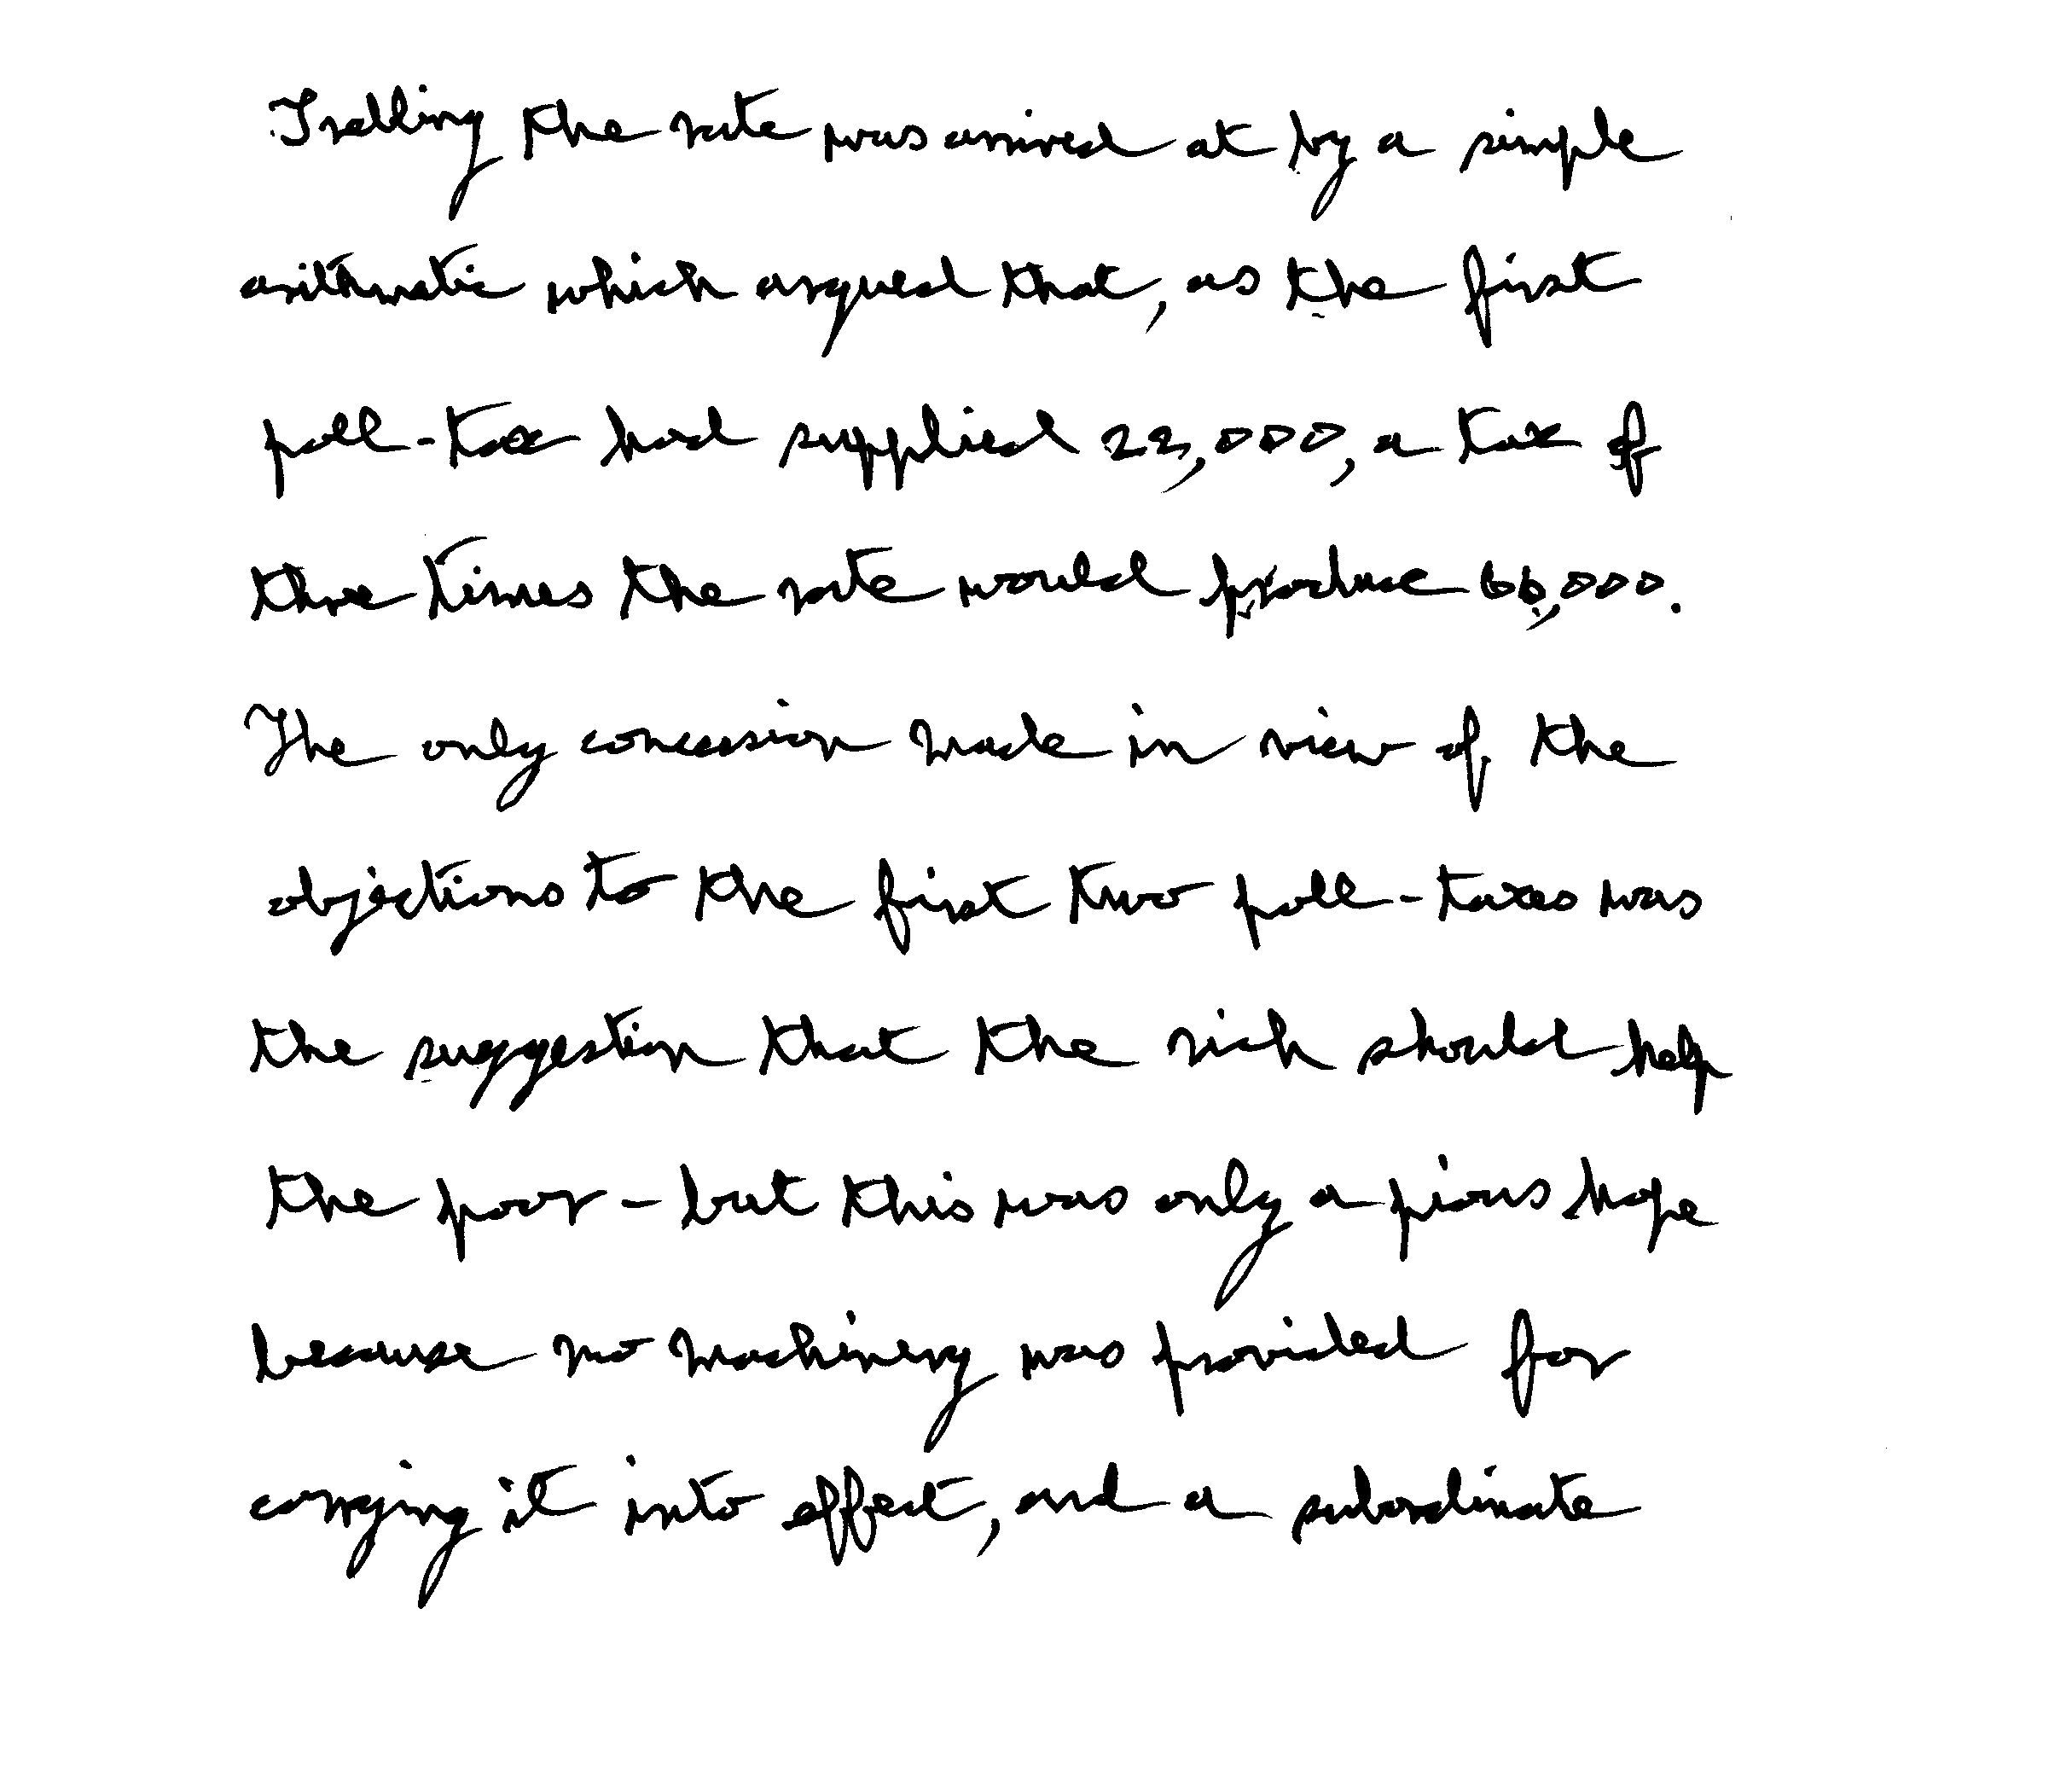 Trebling the rate was arrived at by a simple
arithmetic which argued that, as the first
poll-tax had supplied 22,000, a tax of
three times the rate would produce 66,000.
The only concession made in view of the
objections to the first two poll-taxes was
the suggestion that the rich should help
the poor - but this was only a pious hope
because no machinery was provided for
carrying it into effect, and a subordinate